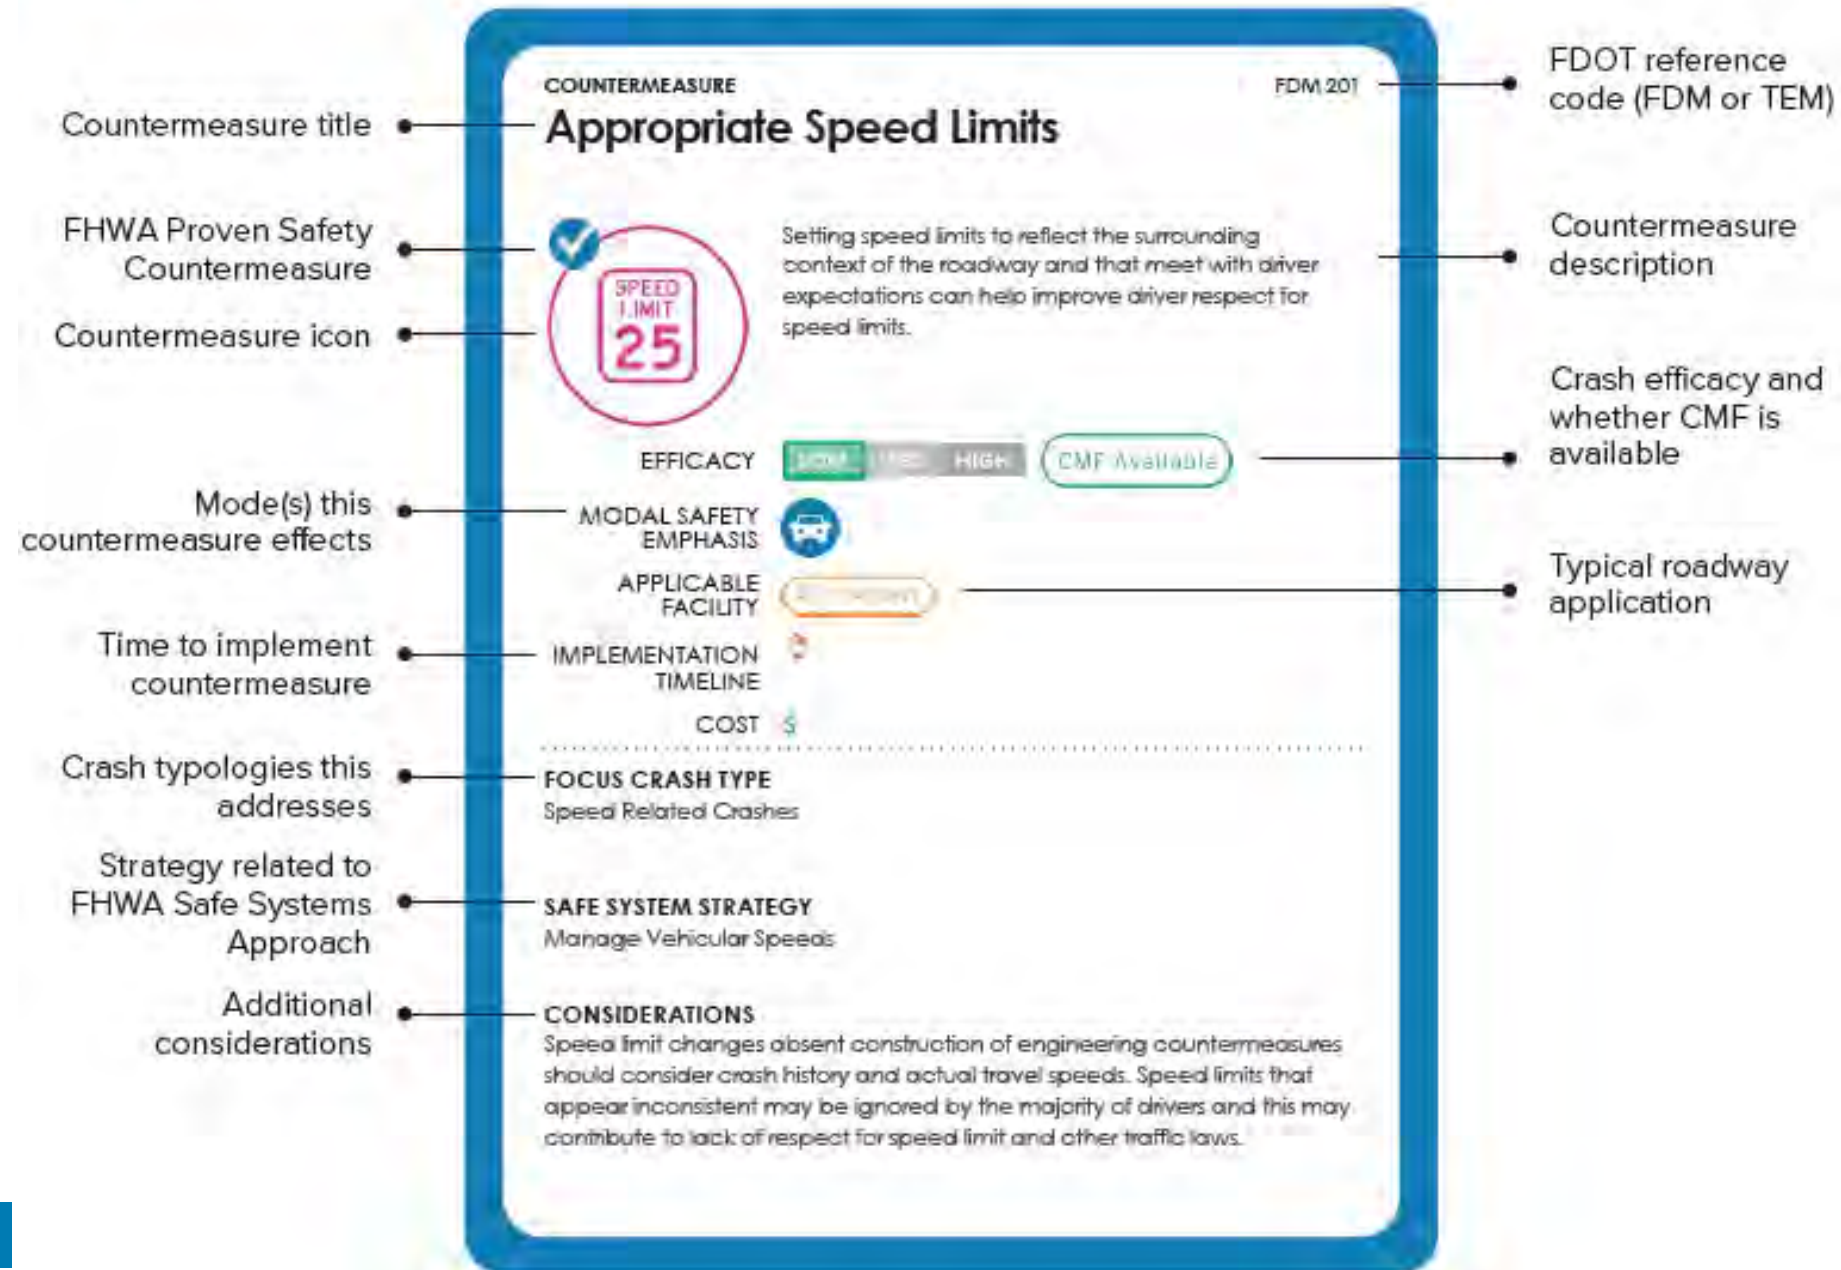 COUNTERMEASURE
FDM 201
Appropriate Speed Limits
SPEED
LIMIT
25
Setting speed limits to reflect the surrounding
context of the roadway and that meet with driver
expectations can help improve driver respect for
speed limits.
EFFICACY
LOW
HIGH
CMF Available
MODAL SAFETY
EMPHASIS
APPLICABLE
FACILITY
IMPLEMENTATION
TIMELINE
COST
$
FOCUS CRASH TYPE
Speed Related Crashes
SAFE SYSTEM STRATEGY
Manage Vehicular Speeds
CONSIDERATIONS
Speed limit changes absent construction of engineering countermeasures
should consider crash history and actual travel speeds. Speed limits that
appear inconsistent may be ignored by the majority of drivers and this may
contribute to lack of respect for speed limit and other traffic laws.
Countermeasure title
FHWA Proven Safety
Countermeasure
Countermeasure icon
Mode(s) this
countermeasure effects
Time to implement
countermeasure
Crash typologies this
addresses
Strategy related to
FHWA Safe Systems
Approach
Additional
considerations
FDOT reference
code (FDM or TEM)
Countermeasure
description
Crash efficacy and
whether CMF is
available
Typical roadway
application